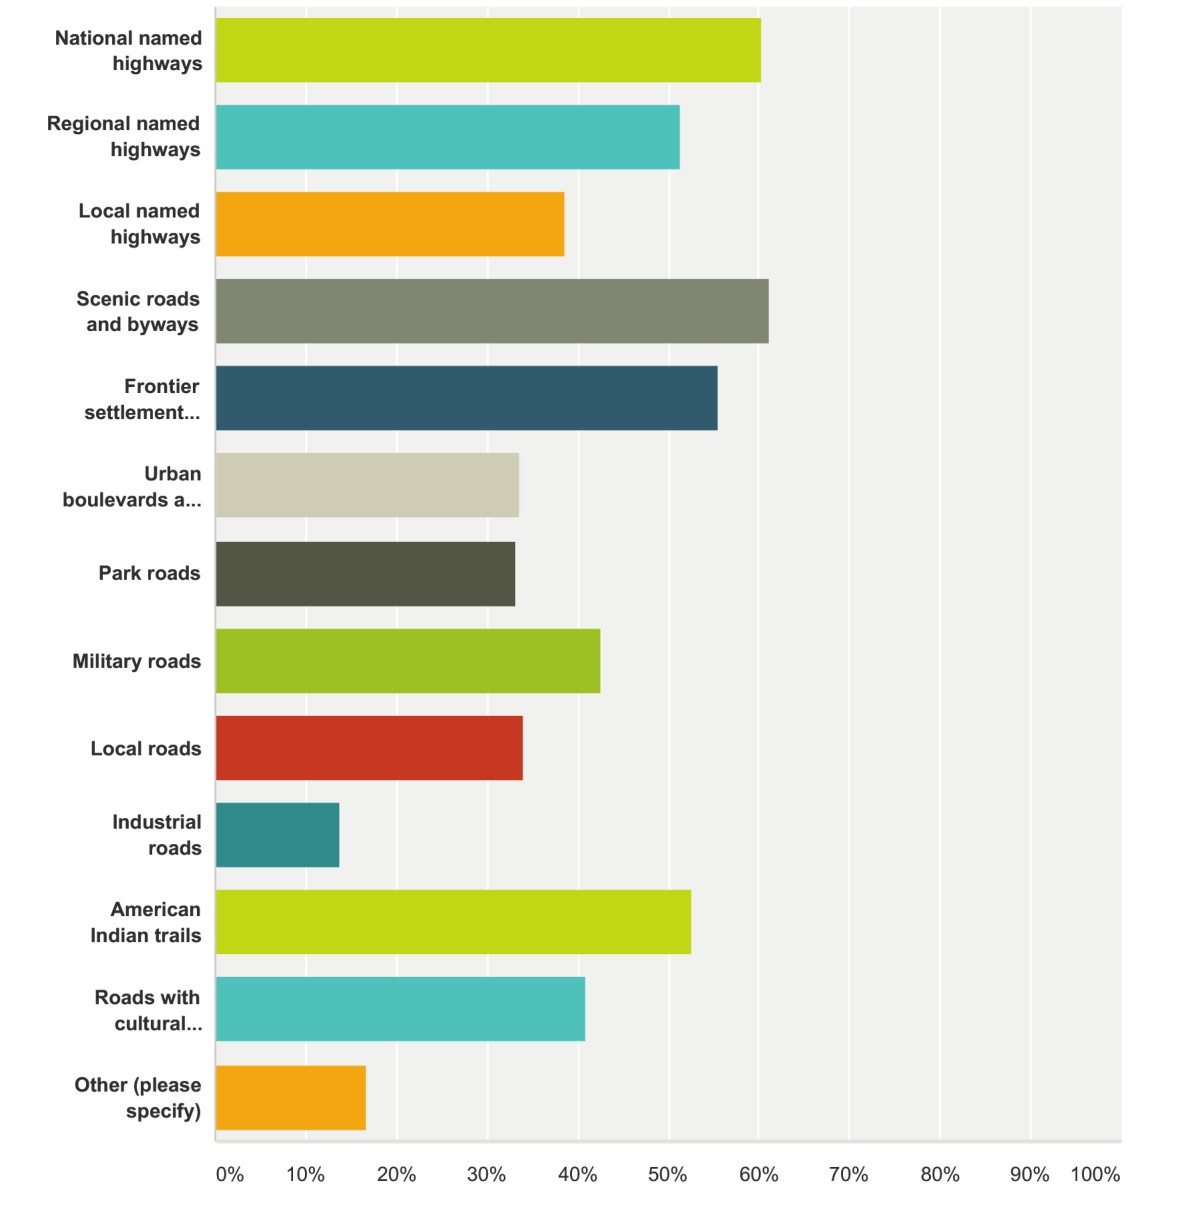 National named
highways
Regional named
highways
Local named
highways
Scenic roads
and byways
Frontier
settlement...
Urban
boulevards a...
Park roads
Military roads
Local roads
Industrial
roads
American
Indian trails
Roads with
cultural...
Other (please
specify)
0% 10% 20% 30% 40% 50% 60% 70% 80% 90% 100%